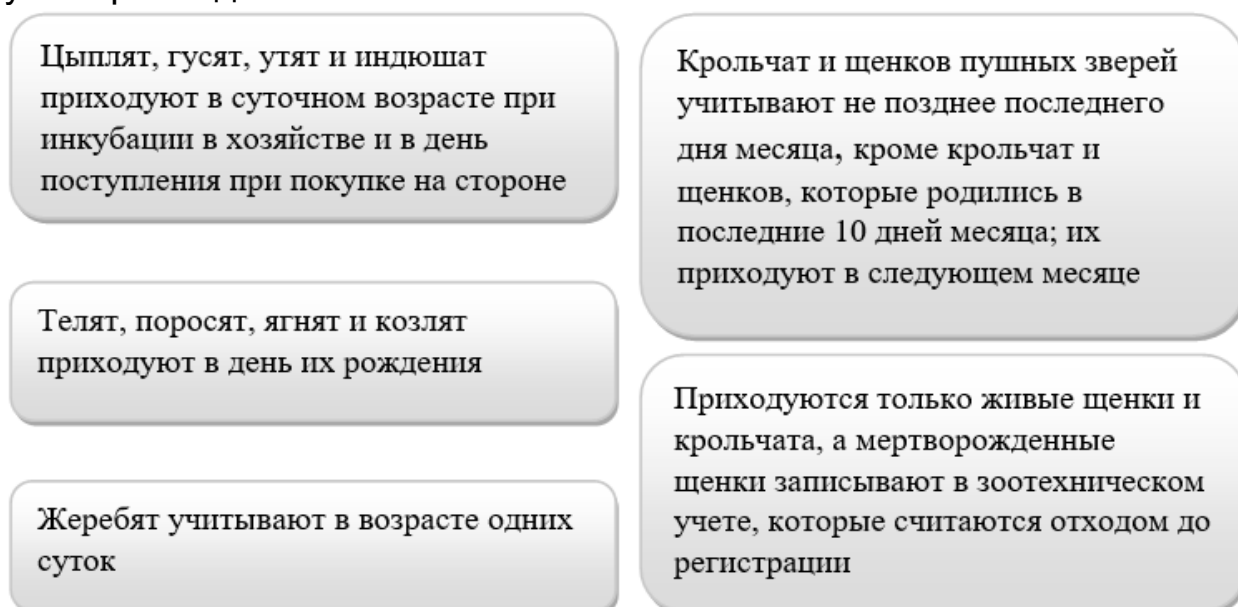 Цыплят, гусят, утят и индюшат
приходуют в суточном возрасте при
инкубации в хозяйстве и в день
поступления при покупке на стороне
Телят, поросят, ягнят и козлят
приходуют в день их рождения
Жеребят учитывают в возрасте одних
суток
Крольчат и щенков пушных зверей
учитывают не позднее последнего
дня месяца, кроме крольчат и
щенков, которые родились в
последние 10 дней месяца; их
приходуют в следующем месяце
Приходуются только живые щенки и
крольчата, а мертворожденные
щенки записывают в зоотехническом
учете, которые считаются отходом до
регистрации